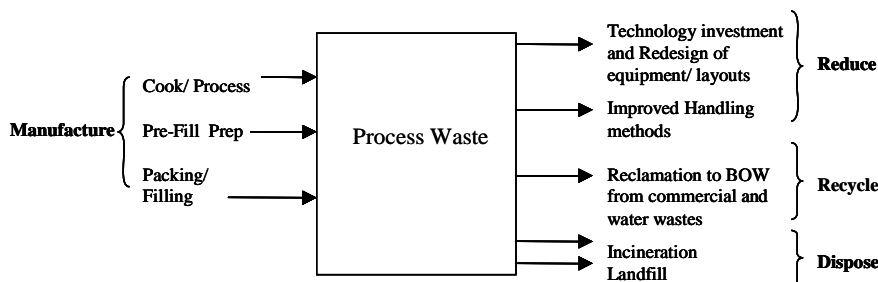 Manufacture
Cook/ Process
Pre-Fill Prep
Packing/
Filling
Process Waste
Technology investment
and Redesign of
equipment/ layouts
Improved Handling
methods
Reduce
Reclamation to BOW
from commercial and
water wastes
Recycle
Incineration
Landfill
Dispose